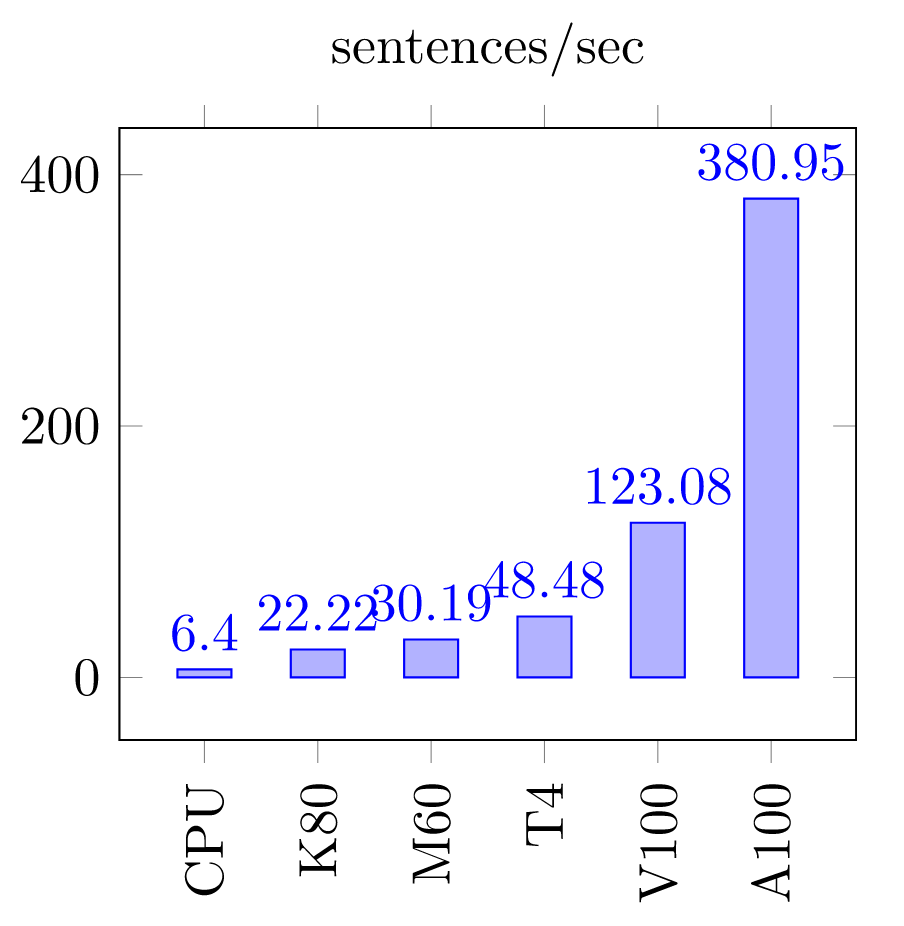 sentences/sec
400
200
0
6.4
22.22
30.19
48.48
123.08
380.95
CPU
K80
M60
T4
V100
A100